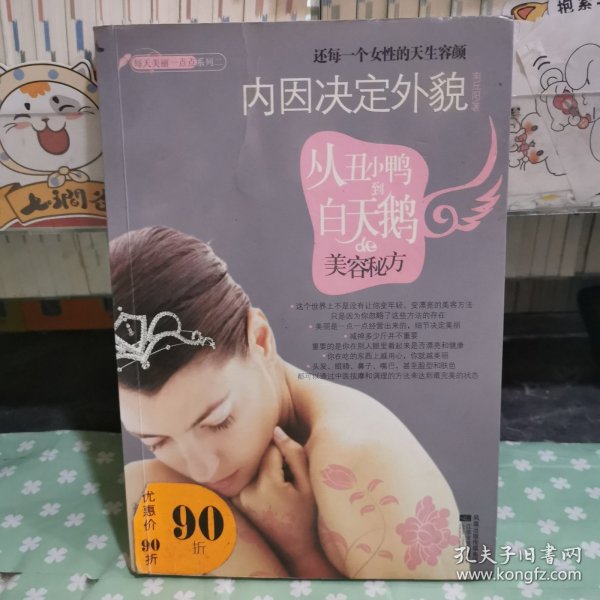 每天美丽一点点系列二
还每一个女性的天生容颜
内因决定外貌
从丑小鸭
到
白天鹅
de
美容秘方
·这个世界上不是没有让你变年轻、变漂亮的美容方法
只是因为你忽略了这些方法的存在
·美丽是一点一点经营出来的,细节决定美丽
·减掉多少斤并不重要
重要的是你在别人眼里看起来是否漂亮和健康
·你在吃的东西上越用心,你就越美丽
·头发、眼睛、鼻子、嘴巴,甚至脸型和肤色
都可以通过中医按摩和调理的方法来达到最完美的状态
优惠价
90
折
90
折
孔夫子旧书网
www.kongfz.com